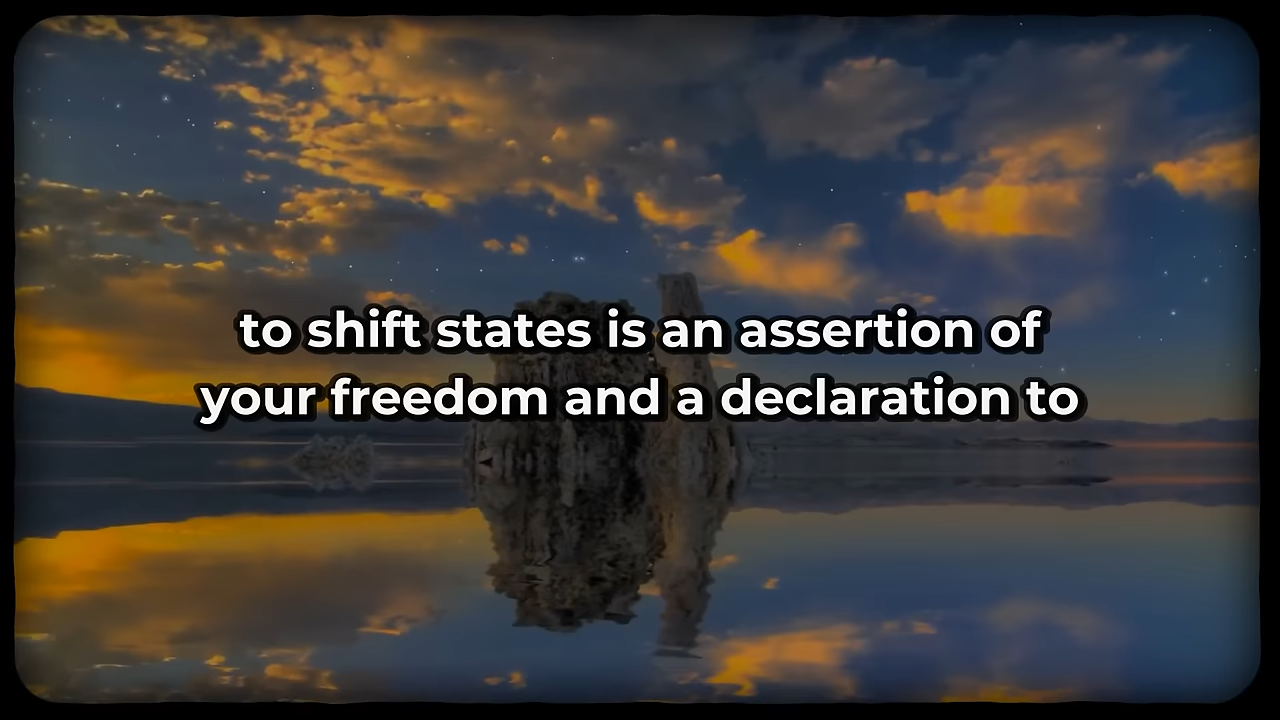 to shift states is an assertion of
your freedom and a declaration to